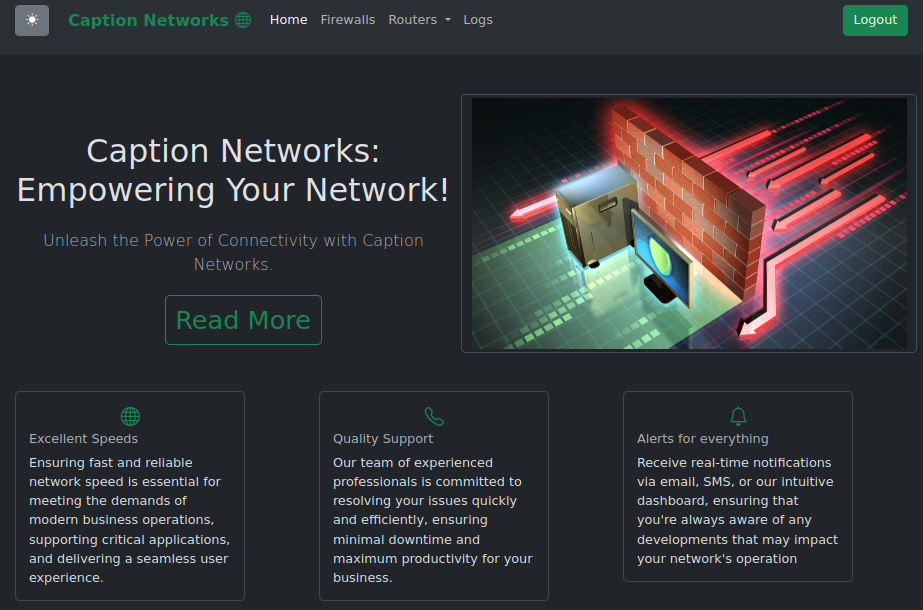 Caption Networks Home Firewalls Routers Logs Logout
Caption Networks:
Empowering Your Network!
Unleash the Power of Connectivity with Caption
Networks.
Read More
Excellent Speeds
Ensuring fast and reliable
network speed is essential for
meeting the demands of
modern business operations,
supporting critical applications,
and delivering a seamless user
experience.
Quality Support
Our team of experienced
professionals is committed to
resolving your issues quickly
and efficiently, ensuring
minimal downtime and
maximum productivity for your
business.
Alerts for everything
Receive real-time notifications
via email, SMS, or our intuitive
dashboard, ensuring that
you're always aware of any
developments that may impact
your network's operation